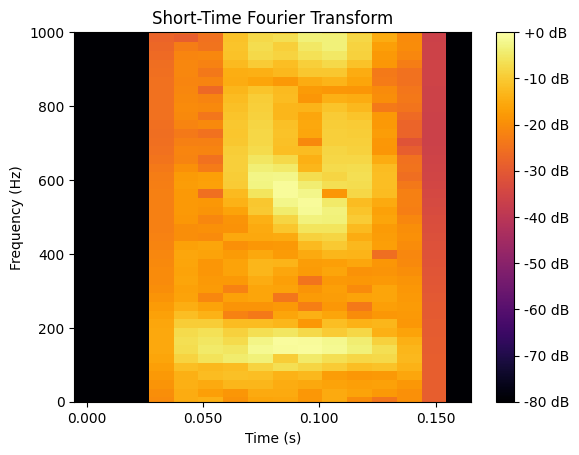 Short-Time Fourier Transform
Frequency (Hz)
1000
800
600
400
200
0
0.000
0.050
0.100
0.150
Time (s)
+0 dB
-10 dB
-20 dB
-30 dB
-40 dB
-50 dB
-60 dB
-70 dB
-80 dB